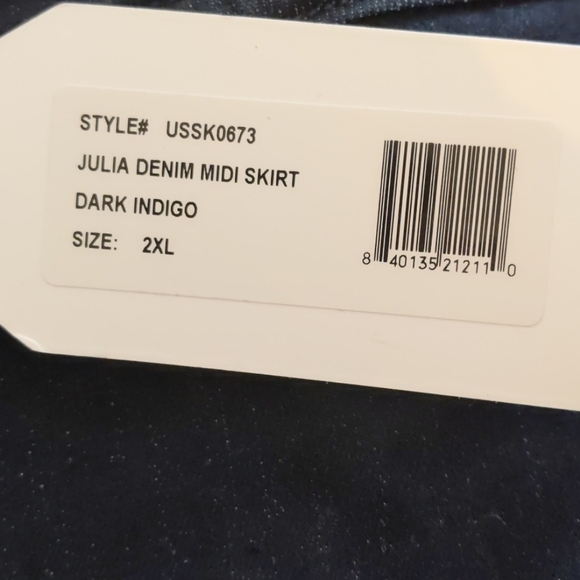 STYLE# USSK0673
JULIA DENIM MIDI SKIRT
DARK INDIGO
SIZE: 2XL
8 40135 21211 0